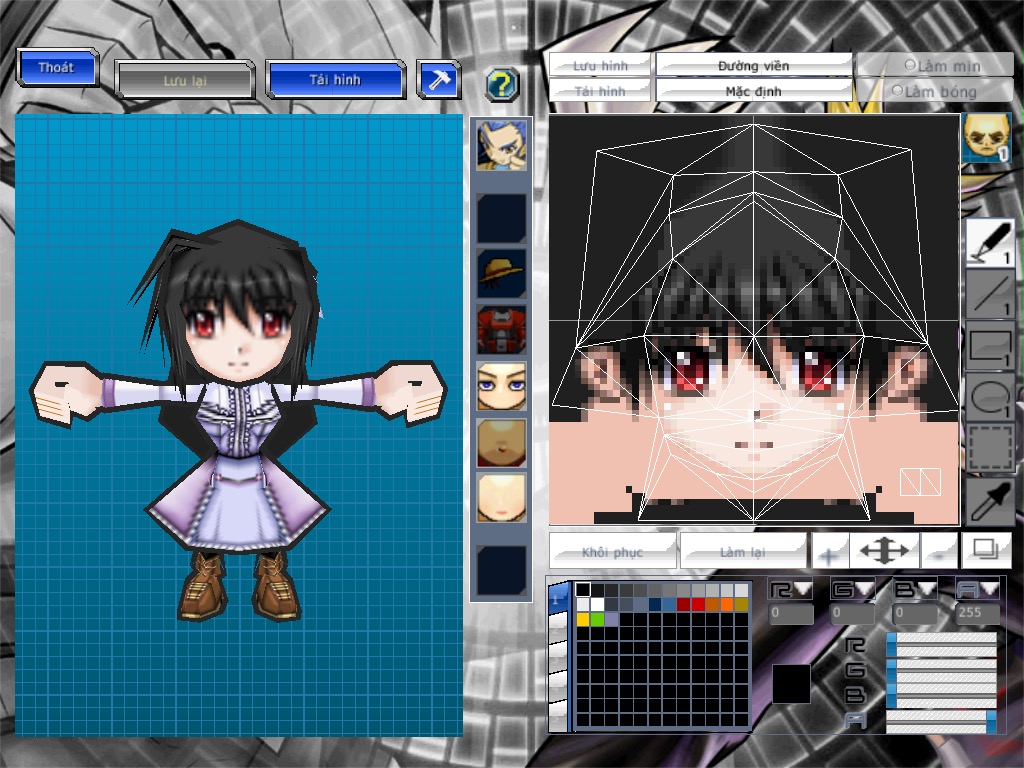 Thoát
Lưu lại
Tải hình
?
Lưu hình
Đường viền
Làm mịn
Tải hình
Mặc định
Làm bóng
1
1
1
1
1
Khôi phục
Làm lại
+
-
R G B A
0 0 0 255
R
G
B
A